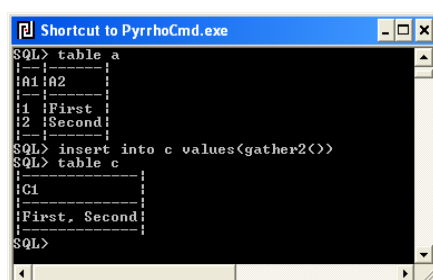 Shortcut to PyrrhoCmd.exe
SQL> table a
|--|------|
|A1|A2    |
|--|------|
|1 |First |
|2 |Second|
|--|------|
SQL> insert into c values(gather2())
SQL> table c
|-------------|
|C1           |
|-------------|
|First, Second|
|-------------|
SQL>